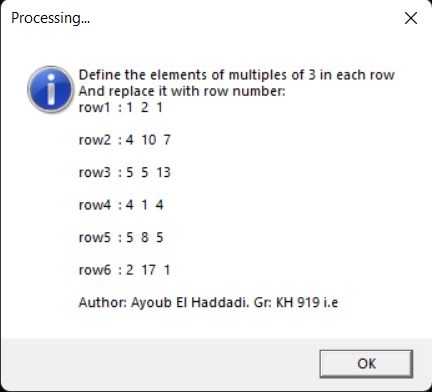 Processing...
Define the elements of multiples of 3 in each row
And replace it with row number:
row1 : 1 2 1
row2 : 4 10 7
row3 : 5 5 13
row4 : 4 1 4
row5 : 5 8 5
row6 : 2 17 1
Author: Ayoub El Haddadi. Gr: KH 919 i.e
OK